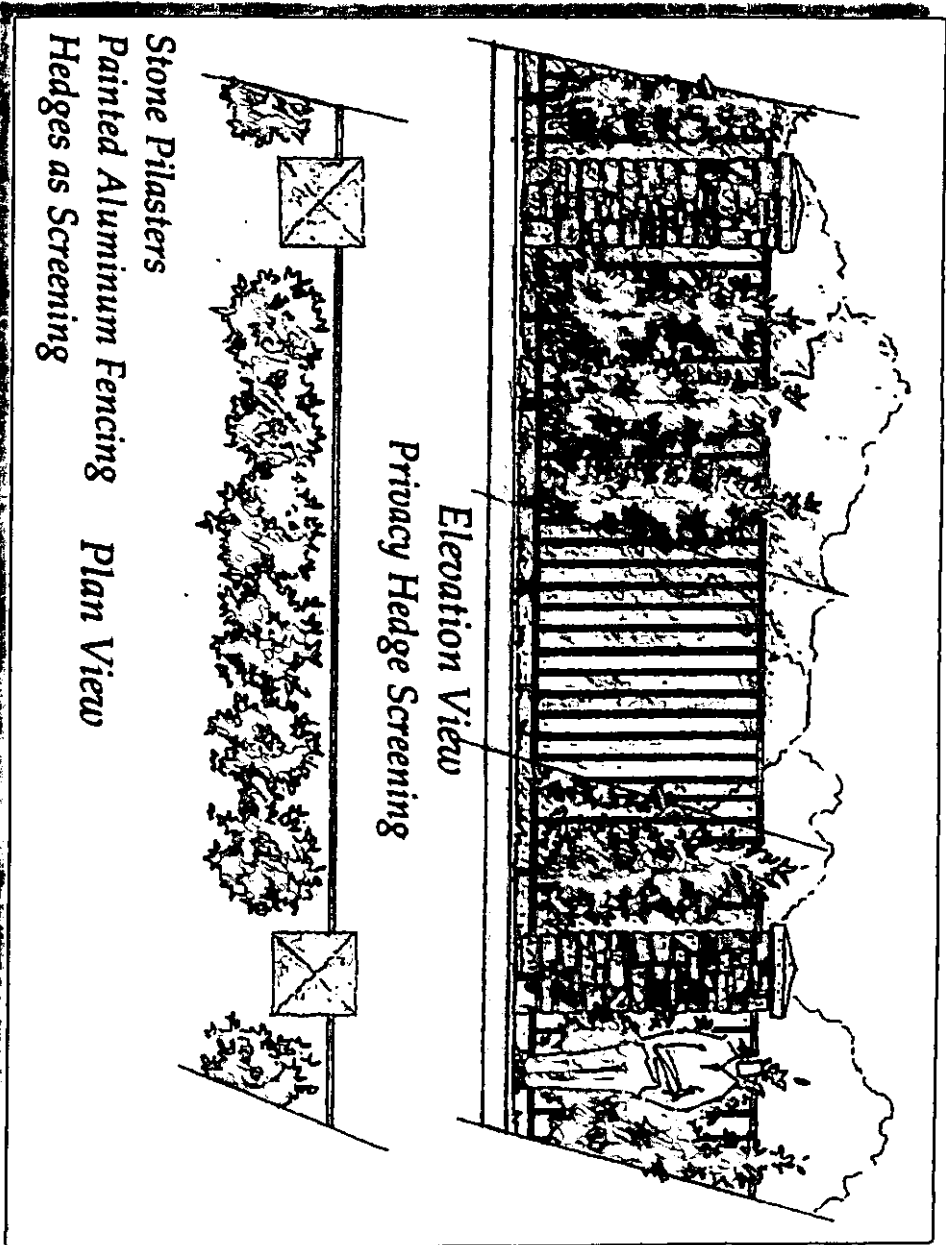 Elevation View
Privacy Hedge Screening
Stone Pilasters
Painted Aluminum Fencing Plan View
Hedges as Screening